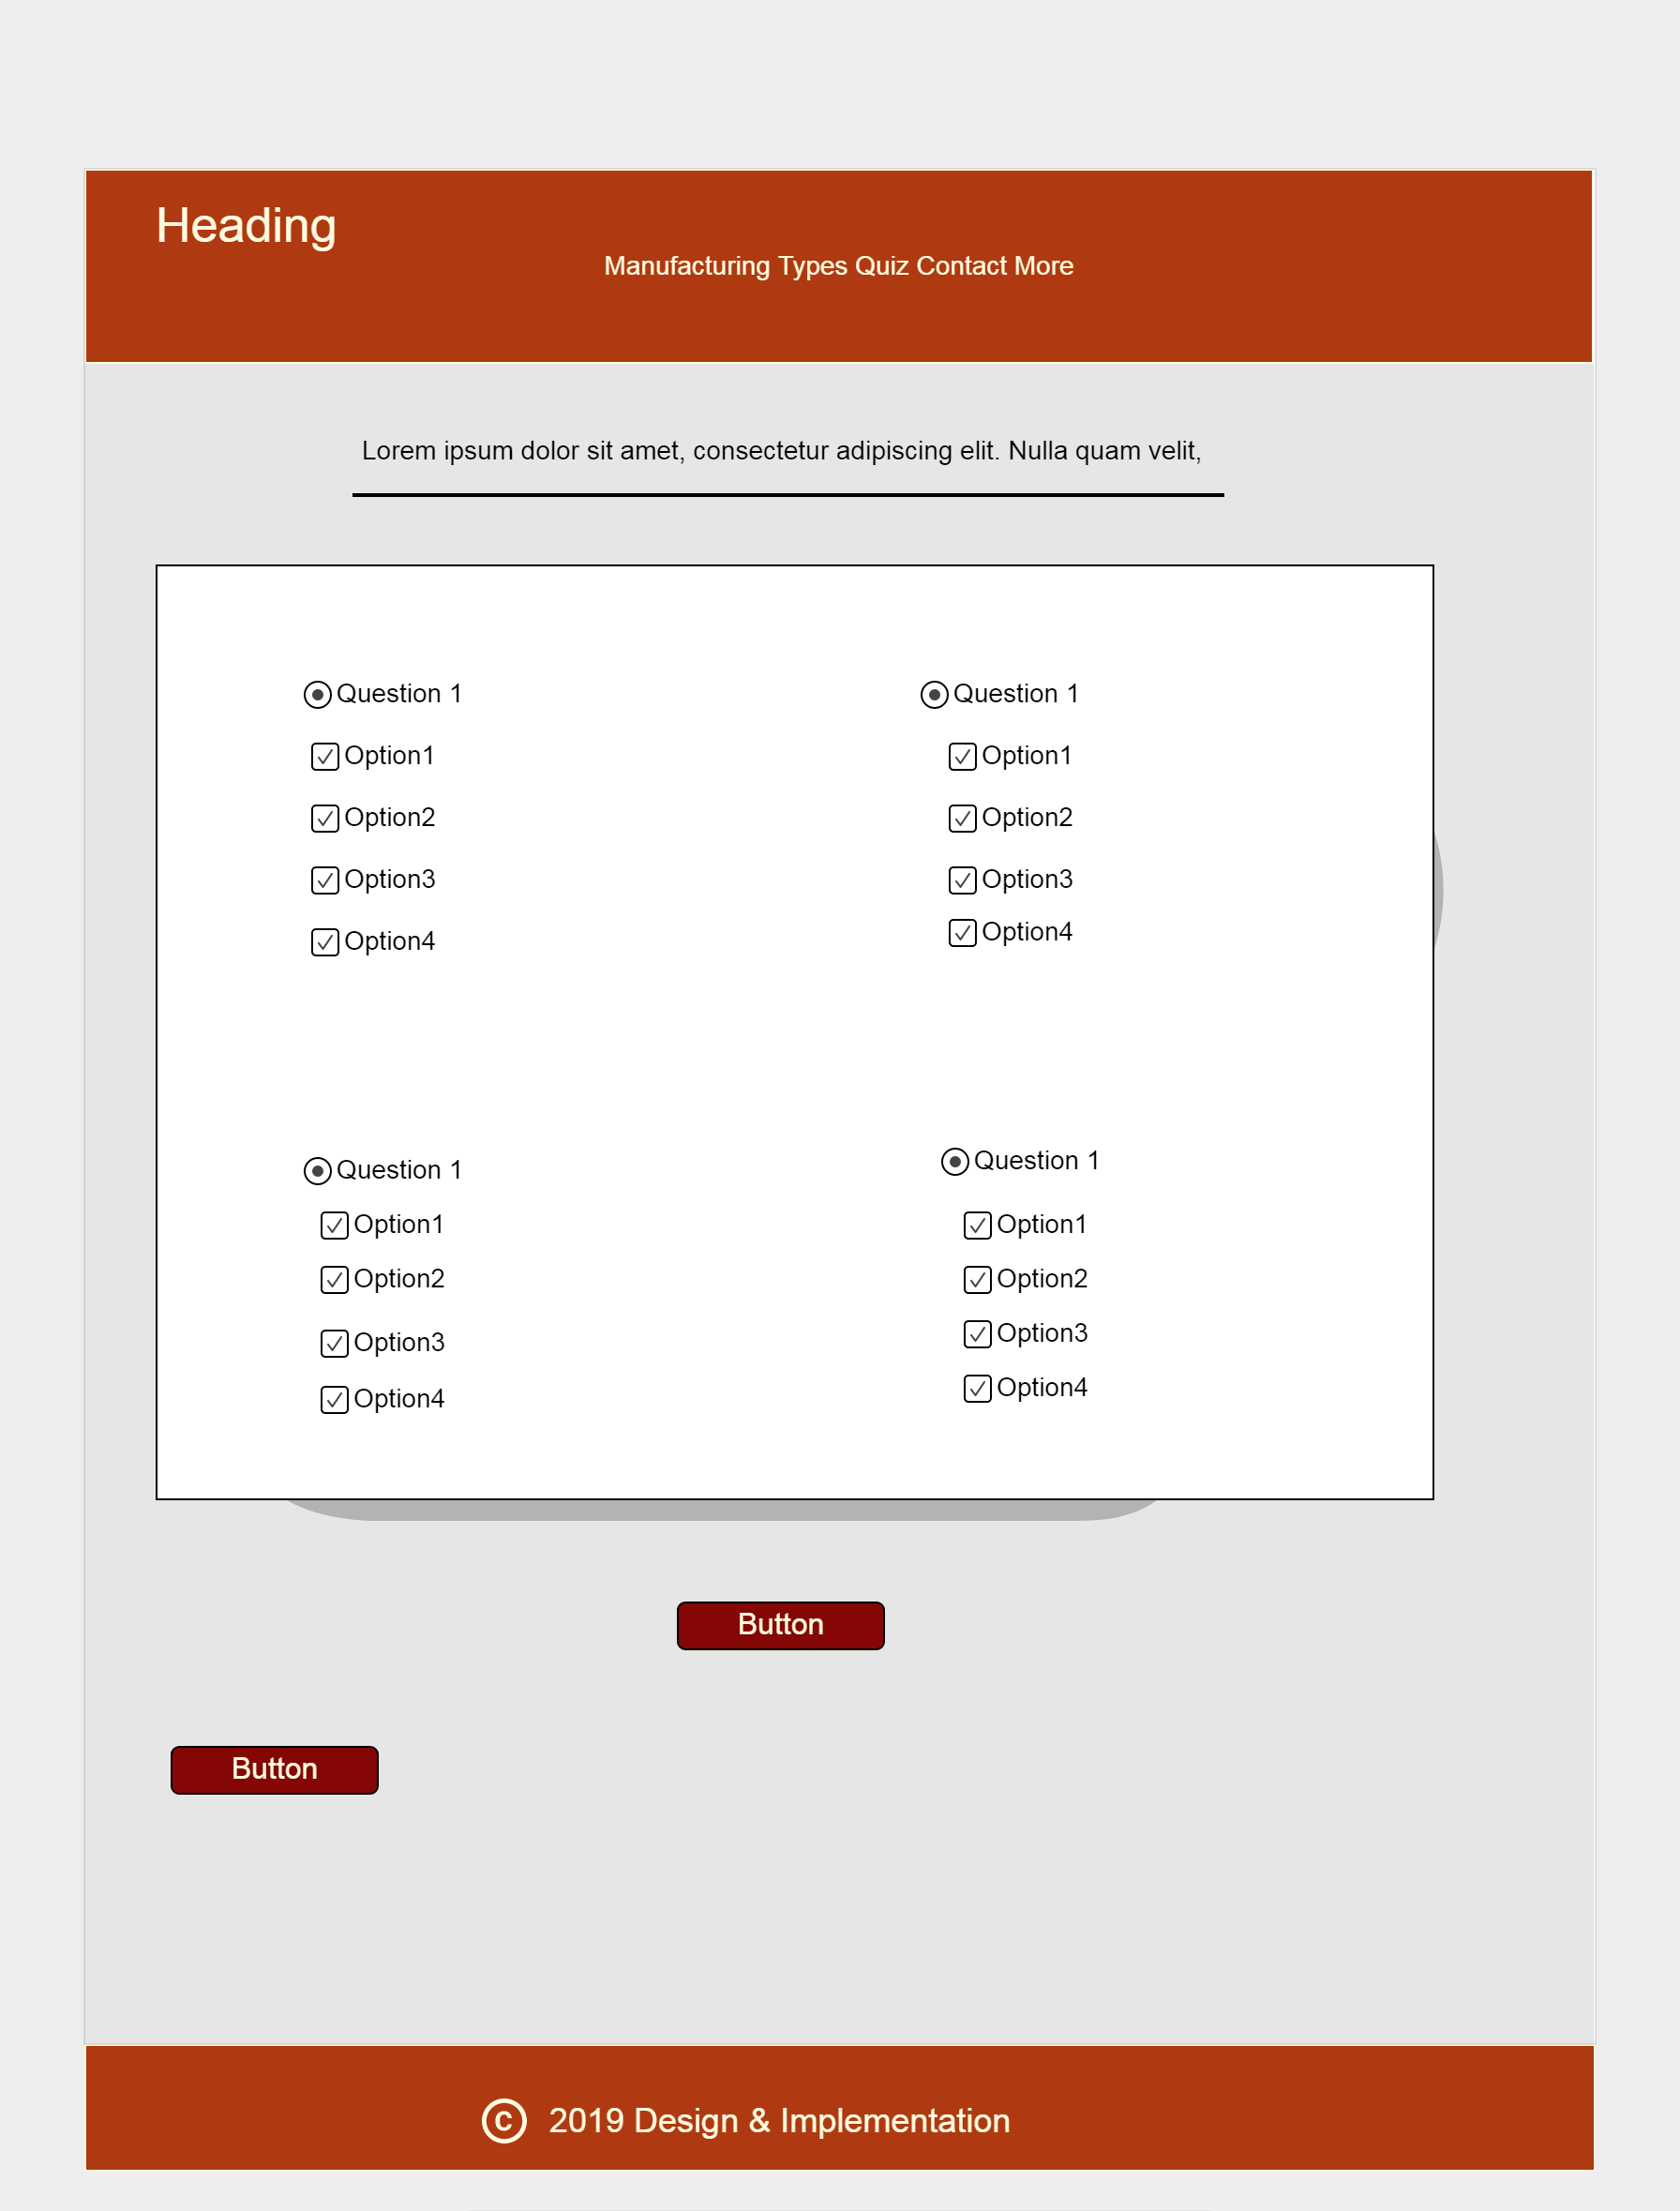 Heading
Manufacturing Types Quiz Contact More
Lorem ipsum dolor sit amet, consectetur adipiscing elit. Nulla quam velit,
Question 1
Option1
Option2
Option3
Option4
Question 1
Option1
Option2
Option3
Option4
Question 1
Option1
Option2
Option3
Option4
Question 1
Option1
Option2
Option3
Option4
Button
Button
© 2019 Design & Implementation